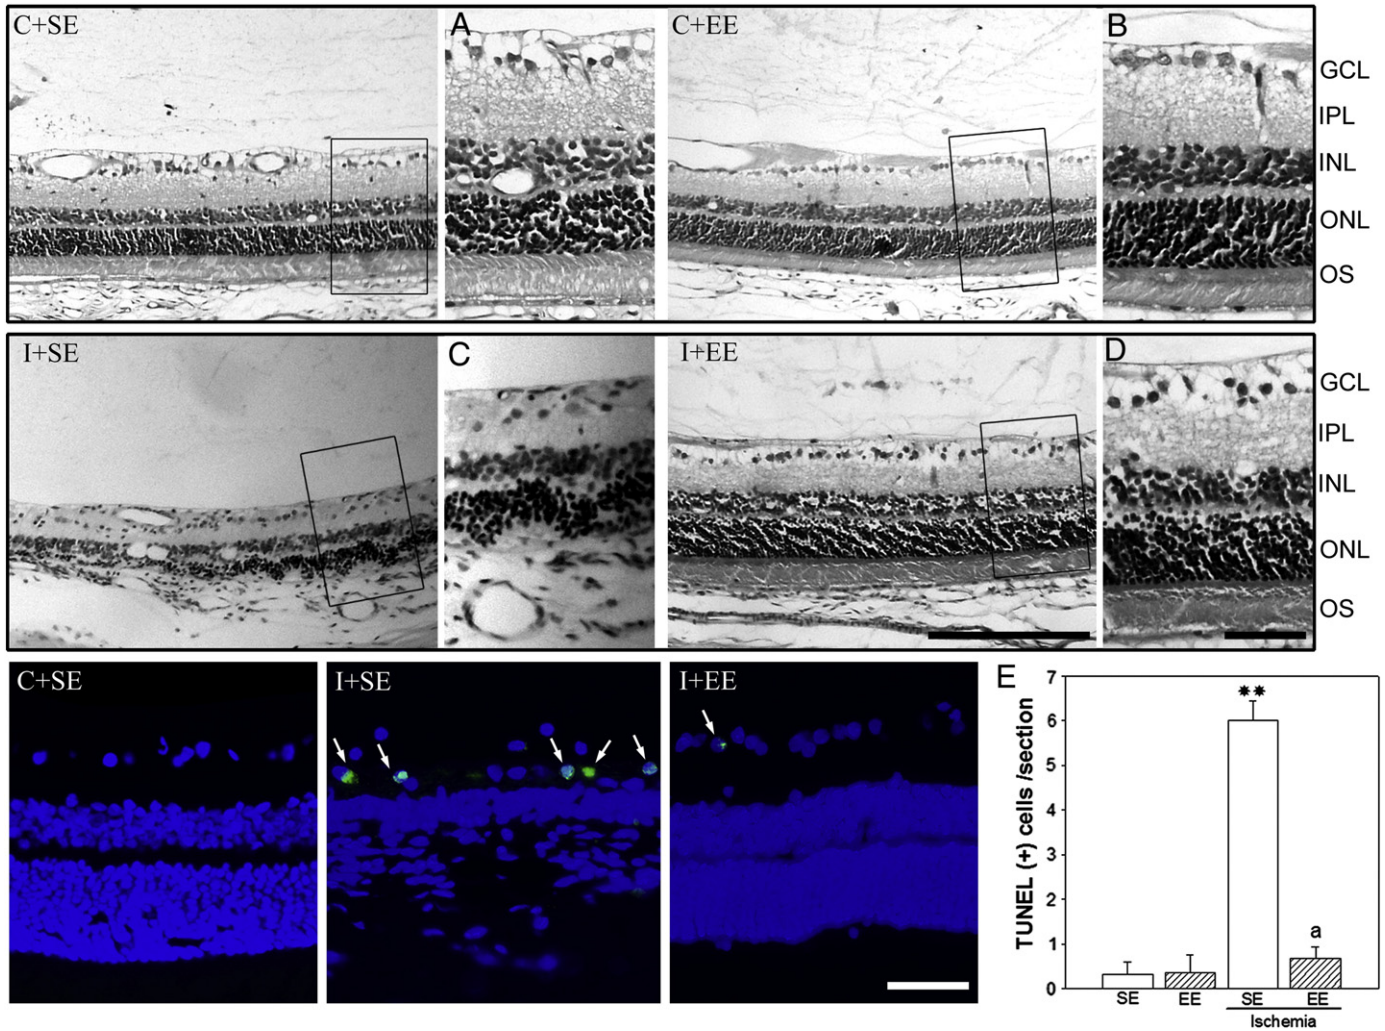 C+SE
A
C+EE
B
GCL
IPL
INL
ONL
OS
I+SE
C
I+EE
D
GCL
IPL
INL
ONL
OS
C+SE
I+SE
I+EE
E
TUNEL (+) cells /section
7
6
5
4
3
2
1
0
**
a
SE EE SE EE
Ischemia